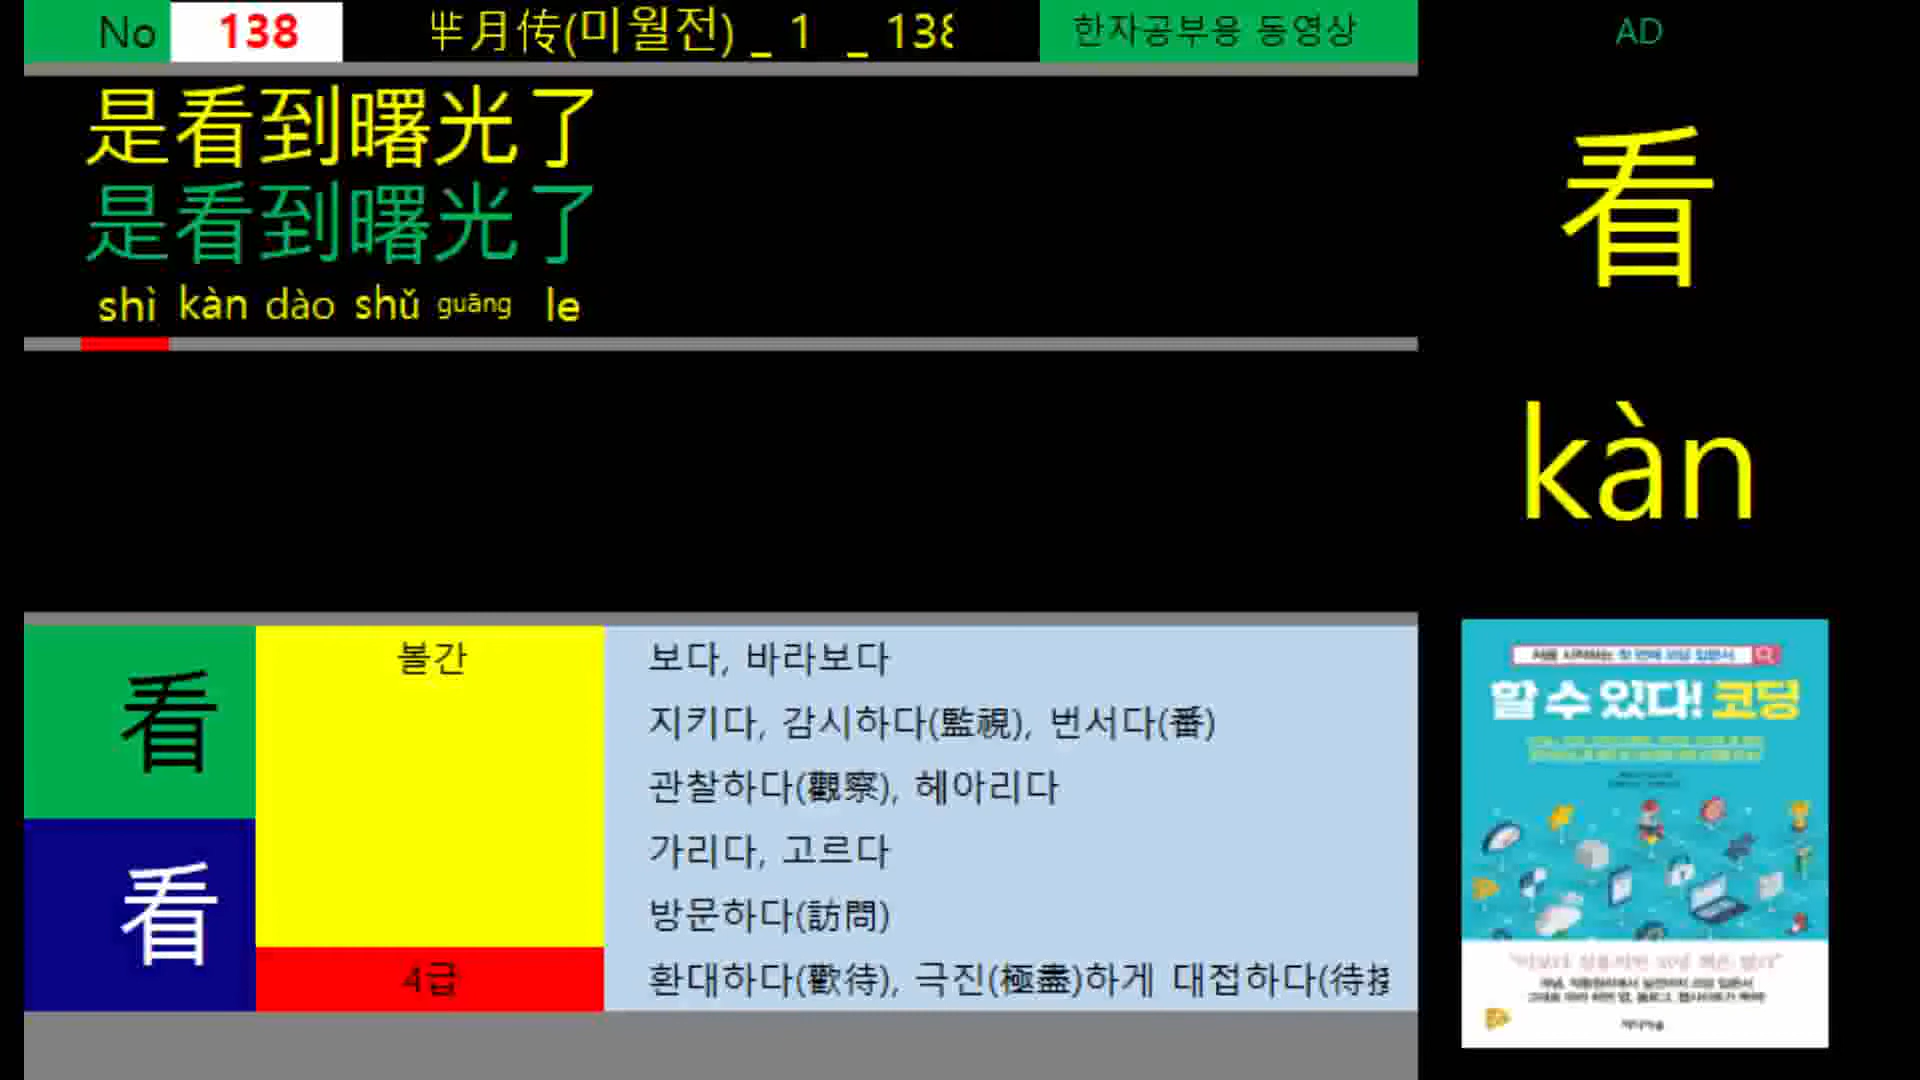 No 138 芈月传(미월전) _ 1 _ 138 한자공부용 동영상 AD
是看到曙光了
是看到曙光了
shì kàn dào shǔ guāng le
看
kàn
看 볼간 보다, 바라보다
지키다, 감시하다(監視), 번서다(番)
관찰하다(觀察), 헤아리다
가리다, 고르다
看 방문하다(訪問)
4급 환대하다(歡待), 극진(極盡)하게 대접하다(待接
할 수 있다! 코딩